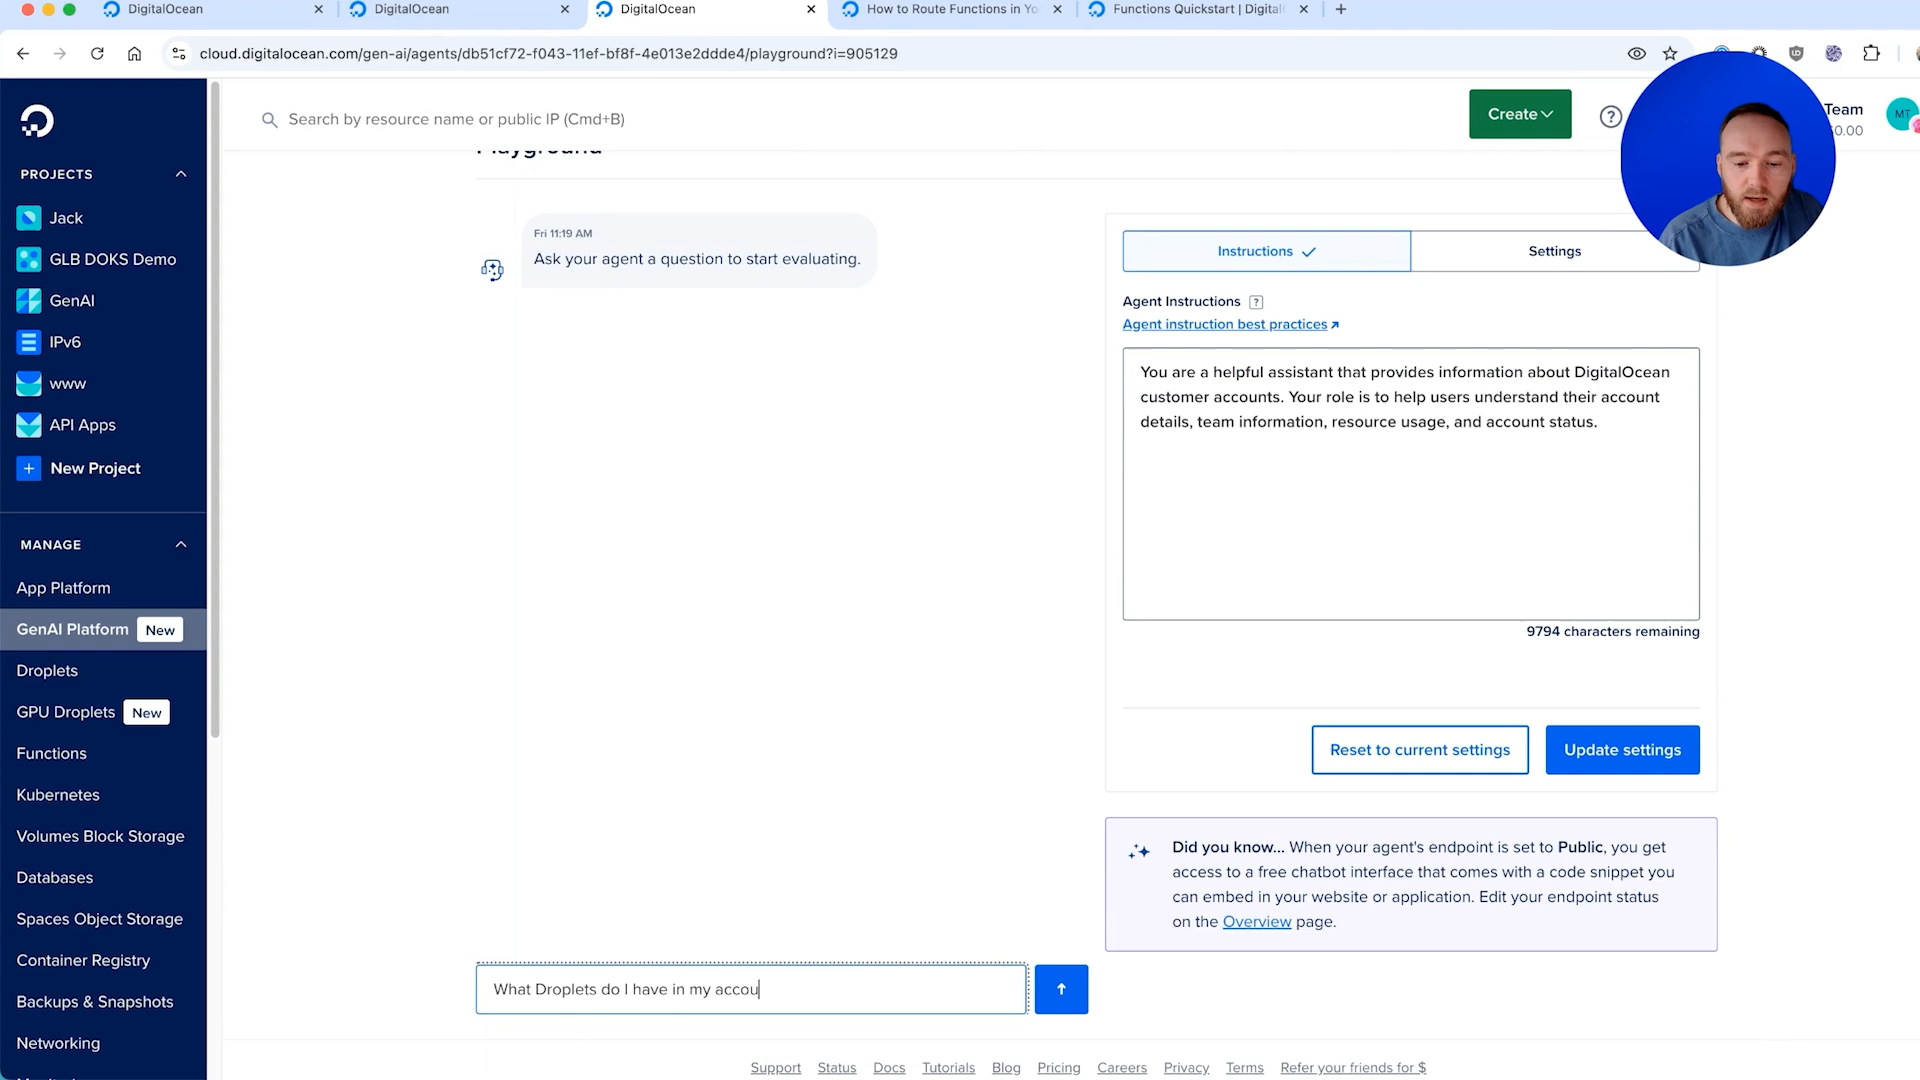 DigitalOcean
DigitalOcean
DigitalOcean
How to Route Functions in Yo
Functions Quickstart | Digital
cloud.digitalocean.com/gen-ai/agents/db51cf72-f043-11ef-bf8f-4e013e2ddde4/playground?i=905129
Search by resource name or public IP (Cmd+B)
Create
?
Team
MT
PROJECTS
Jack
GLB DOKS Demo
GenAI
IPv6
www
API Apps
+ New Project
MANAGE
App Platform
GenAI Platform New
Droplets
GPU Droplets New
Functions
Kubernetes
Volumes Block Storage
Databases
Spaces Object Storage
Container Registry
Backups & Snapshots
Networking
Playground
Fri 11:19 AM
Ask your agent a question to start evaluating.
What Droplets do I have in my accou
Instructions
Settings
Agent Instructions ?
Agent instruction best practices
You are a helpful assistant that provides information about DigitalOcean
customer accounts. Your role is to help users understand their account
details, team information, resource usage, and account status.
9794 characters remaining
Reset to current settings
Update settings
Did you know... When your agent's endpoint is set to Public, you get
access to a free chatbot interface that comes with a code snippet you
can embed in your website or application. Edit your endpoint status
on the Overview page.
Support Status Docs Tutorials Blog Pricing Careers Privacy Terms Refer your friends for $